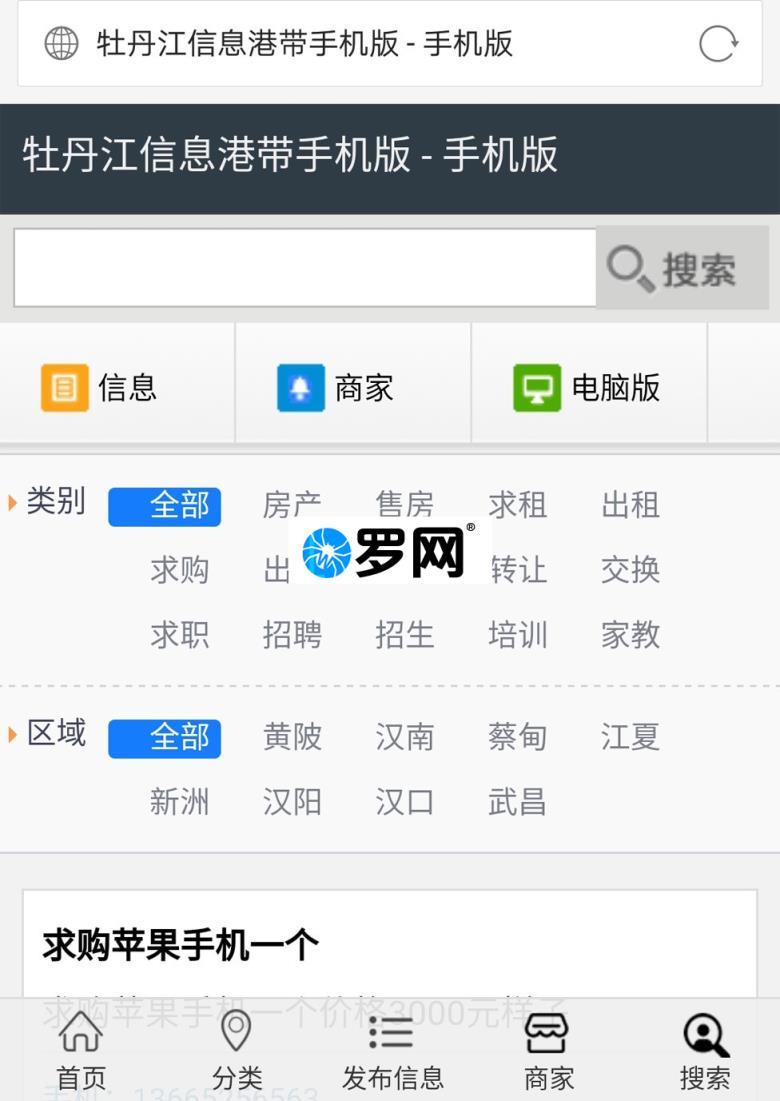 牡丹江信息港带手机版 - 手机版
牡丹江信息港带手机版 - 手机版
搜索
信息 商家 电脑版
类别 全部 房产 售房 求租 出租
求购 出 转让 交换
罗网®
求职 招聘 招生 培训 家教
区域 全部 黄陂 汉南 蔡甸 江夏
新洲 汉阳 汉口 武昌
求购苹果手机一个
求购苹果手机一个价格3000元样子
手机：13665256563
首页 分类 发布信息 商家 搜索